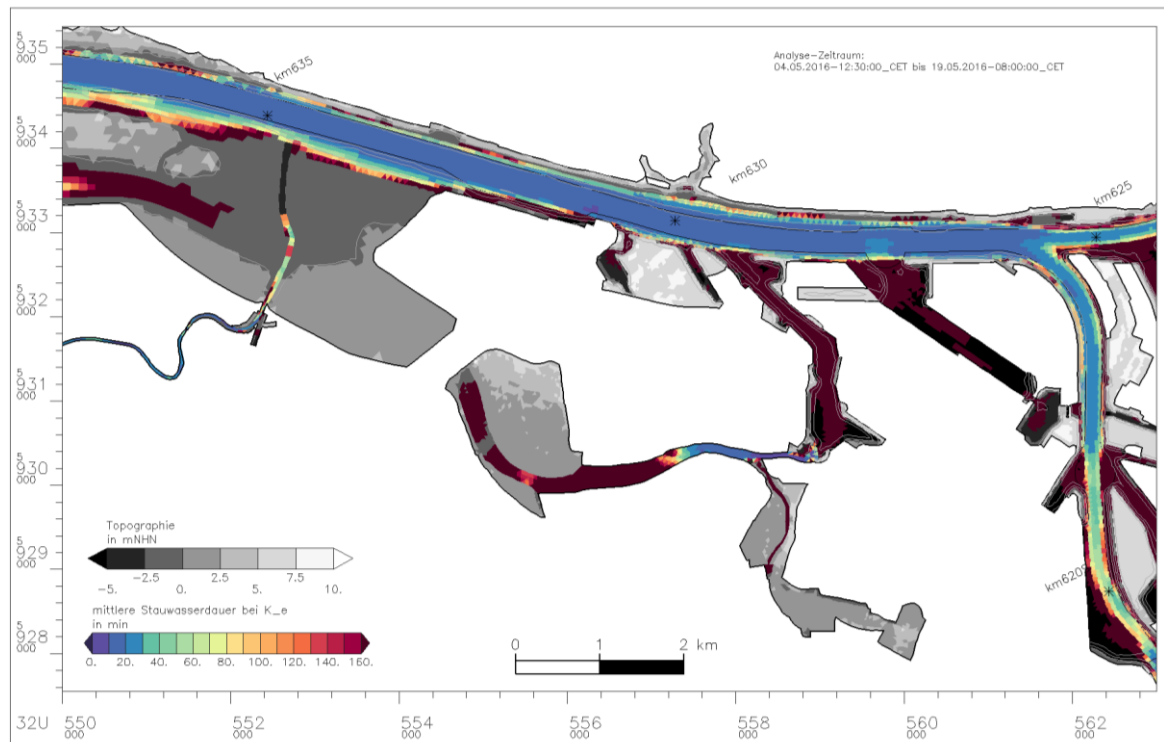 Analyse-Zeitraum:
04.05.2016-12:30:00_CET bis 19.05.2016-08:00:00_CET
5
935
000
km635
5
934
000
km630
km625
5
933
000
5
932
000
5
931
000
5
930
000
Topographie
in mNHN
-2.5 2.5 7.5
-5. 0. 5. 10.
5
929
000
km620
mittlere Stauwasserdauer bei K_e
in min
0. 20. 40. 60. 80. 100. 120. 140. 160.
5
928
000
0 1 2 km
32U 550 552 554 556 558 560 562
000 000 000 000 000 000 000